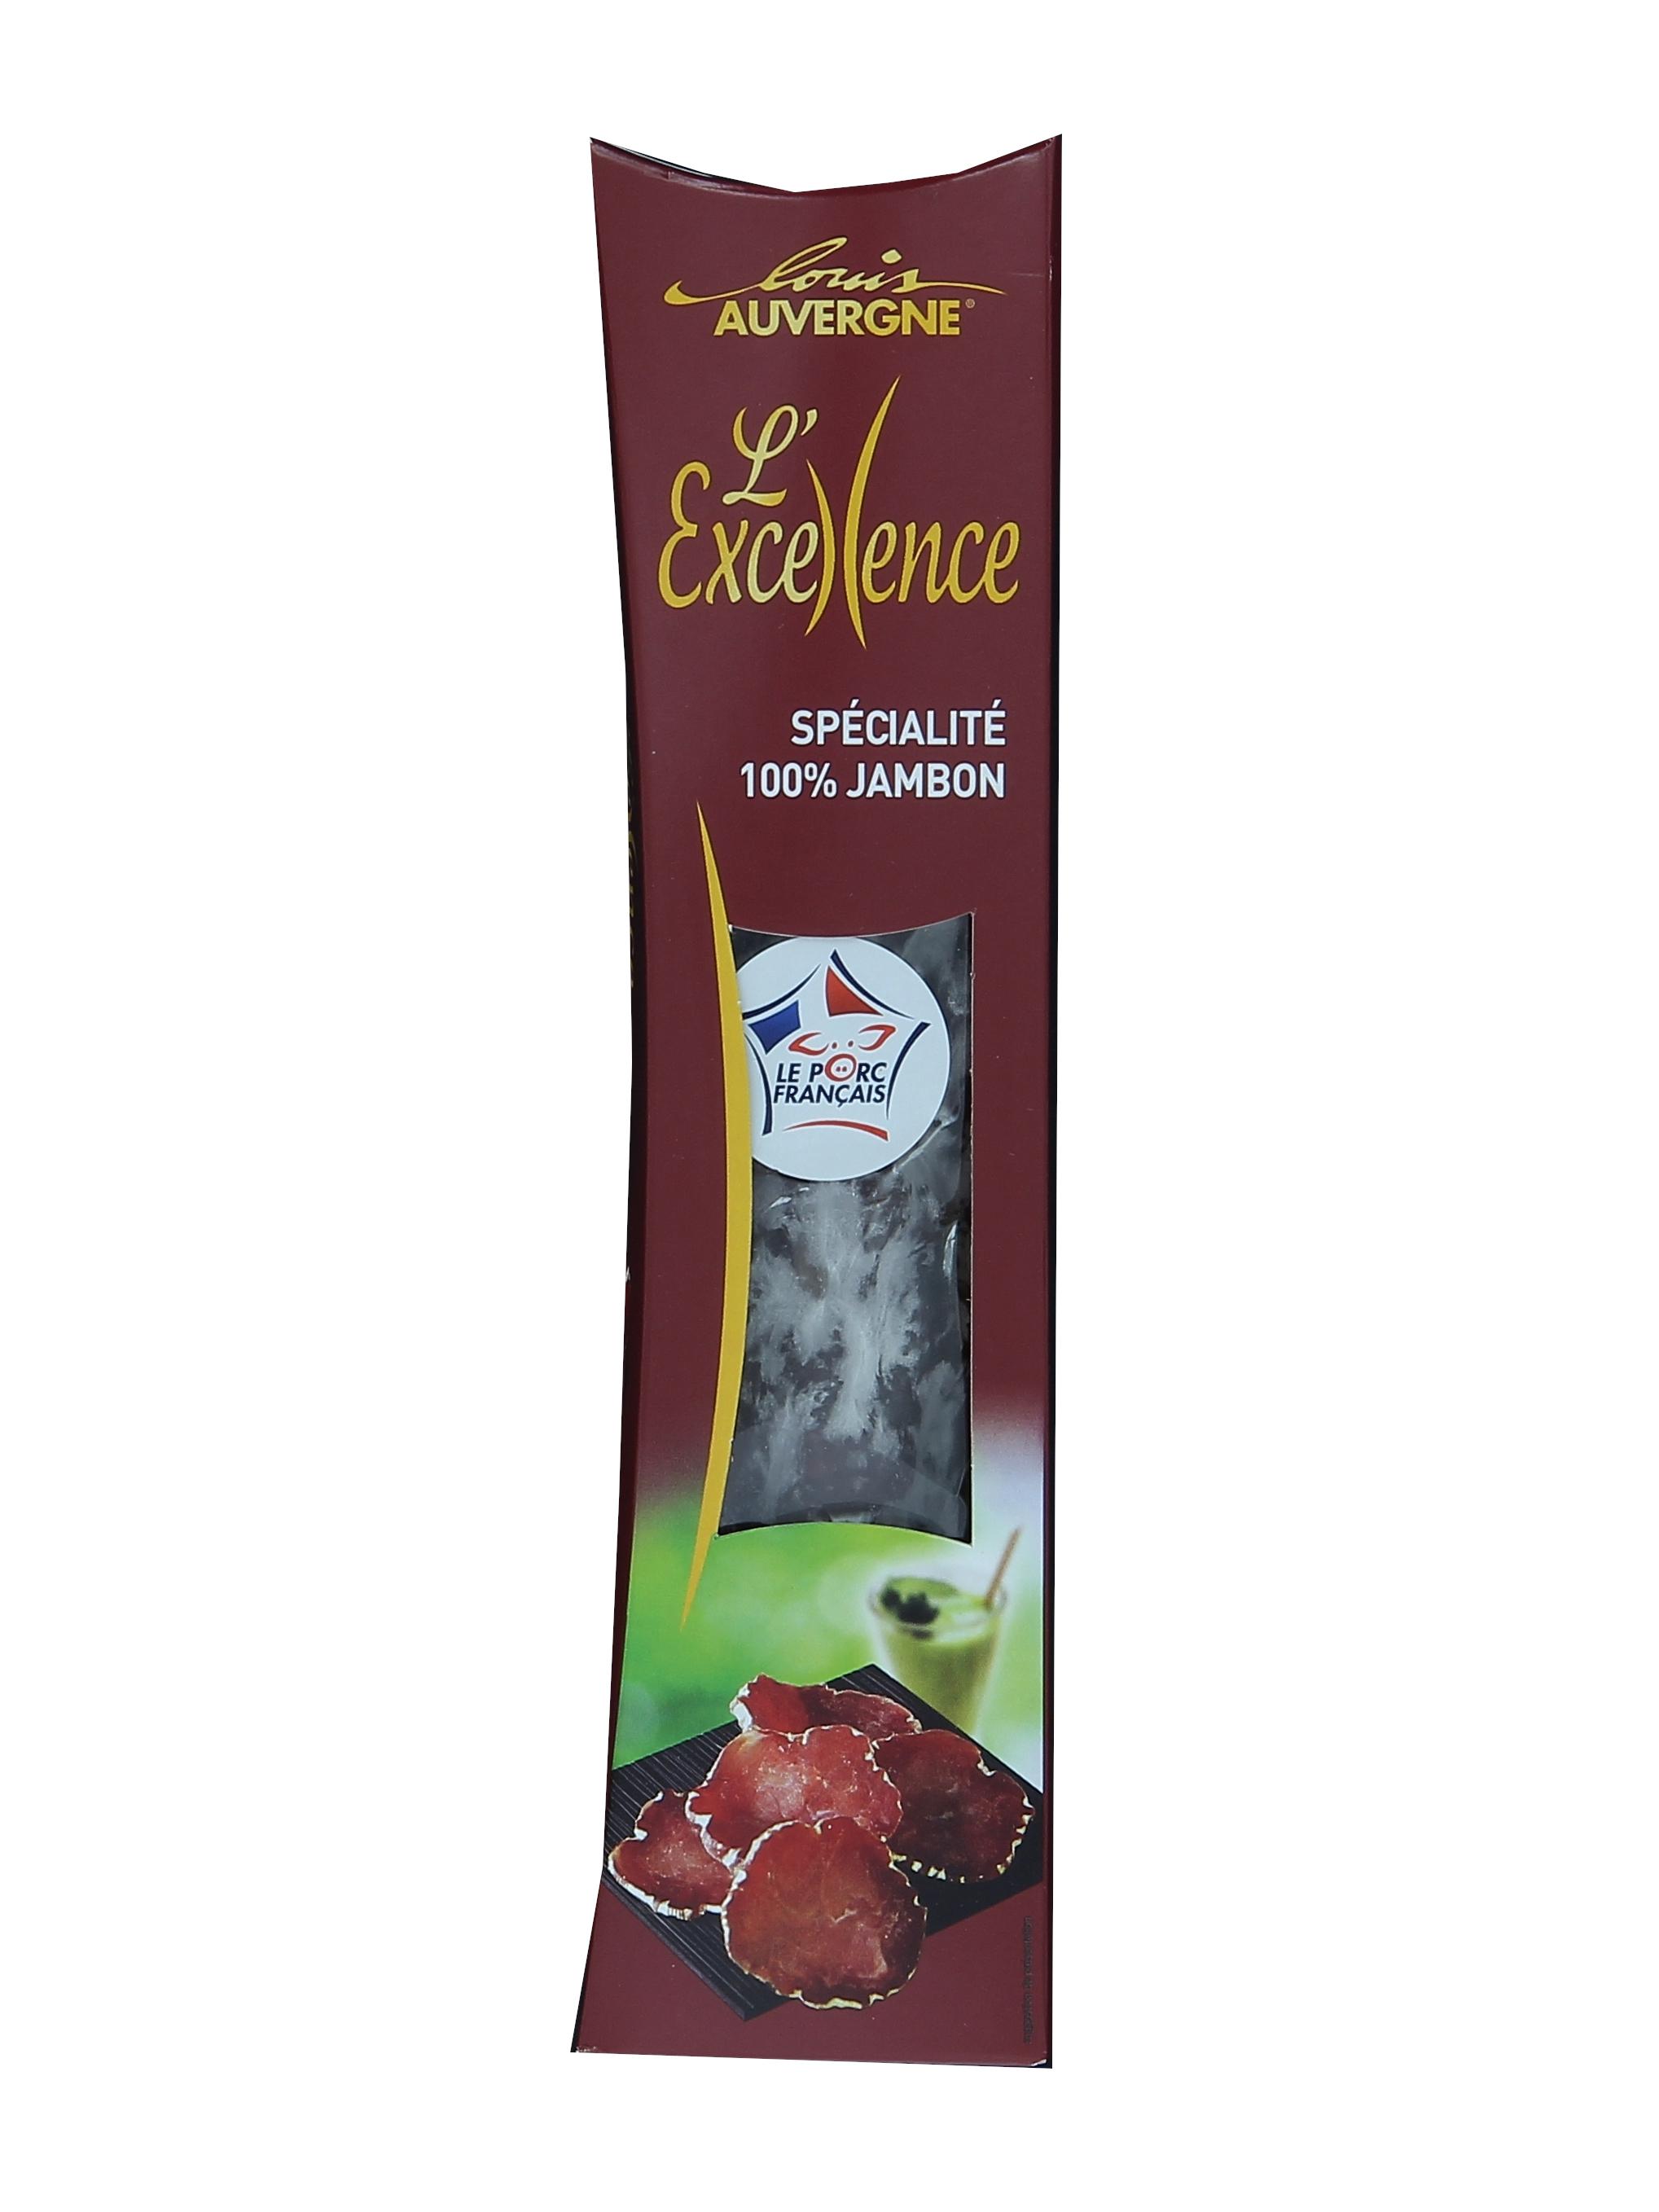 louis
AUVERGNE®
L'
Excellence
SPÉCIALITÉ
100% JAMBON
LE PORC
FRANÇAIS